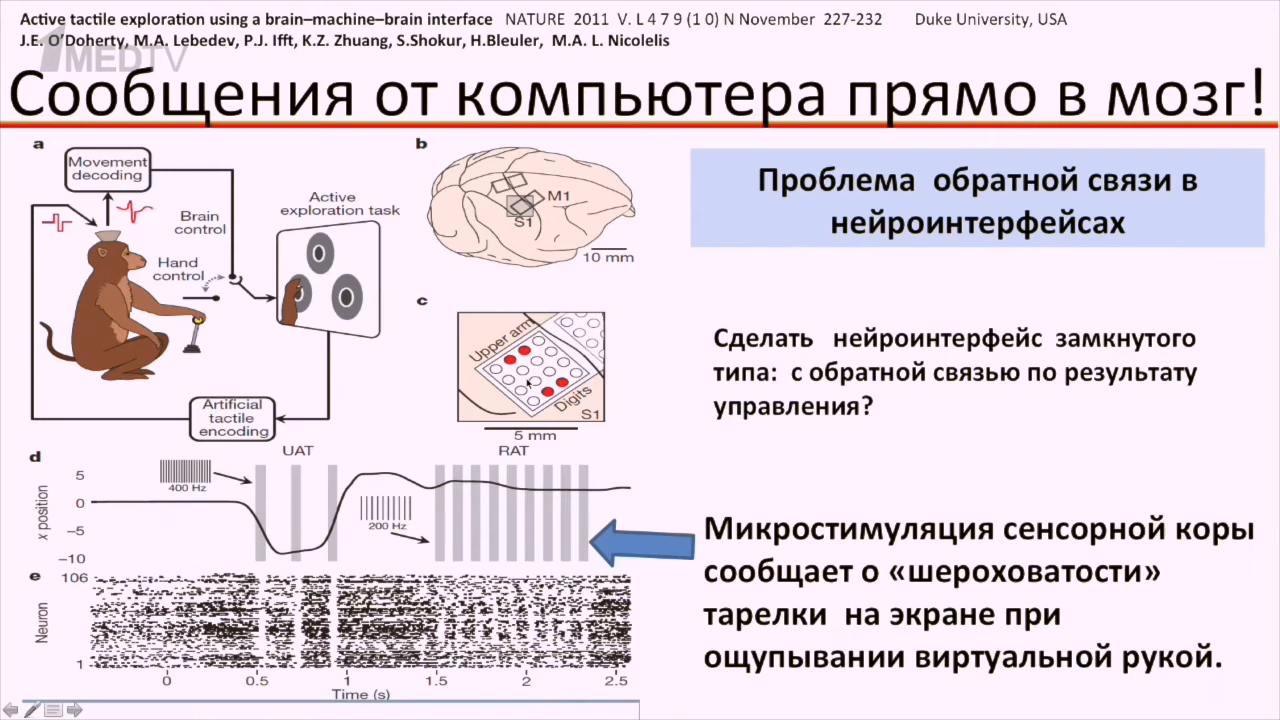 Active tactile exploration using a brain–machine–brain interface NATURE 2011 V. L 4 7 9 (1 0) N November 227-232 Duke University, USA
J.E. O’Doherty, M.A. Lebedev, P.J. Ifft, K.Z. Zhuang, S.Shokur, H.Bleuler, M.A. L. Nicolelis
1MEDTV
Сообщения от компьютера прямо в мозг!
a
Movement
decoding
Brain
control
Hand
control
Active
exploration task
Artificial
tactile
encoding
b
M1
S1
10 mm
c
Upper arm
Digits
S1
5 mm
Проблема обратной связи в
нейроинтерфейсах
Сделать нейроинтерфейс замкнутого
типа: с обратной связью по результату
управления?
d
UAT
RAT
x position
5
0
–5
–10
400 Hz
200 Hz
Микростимуляция сенсорной коры
сообщает о «шероховатости»
тарелки на экране при
ощупывании виртуальной рукой.
e
Neuron
106
1
0 0.5 1 1.5 2 2.5
Time (s)